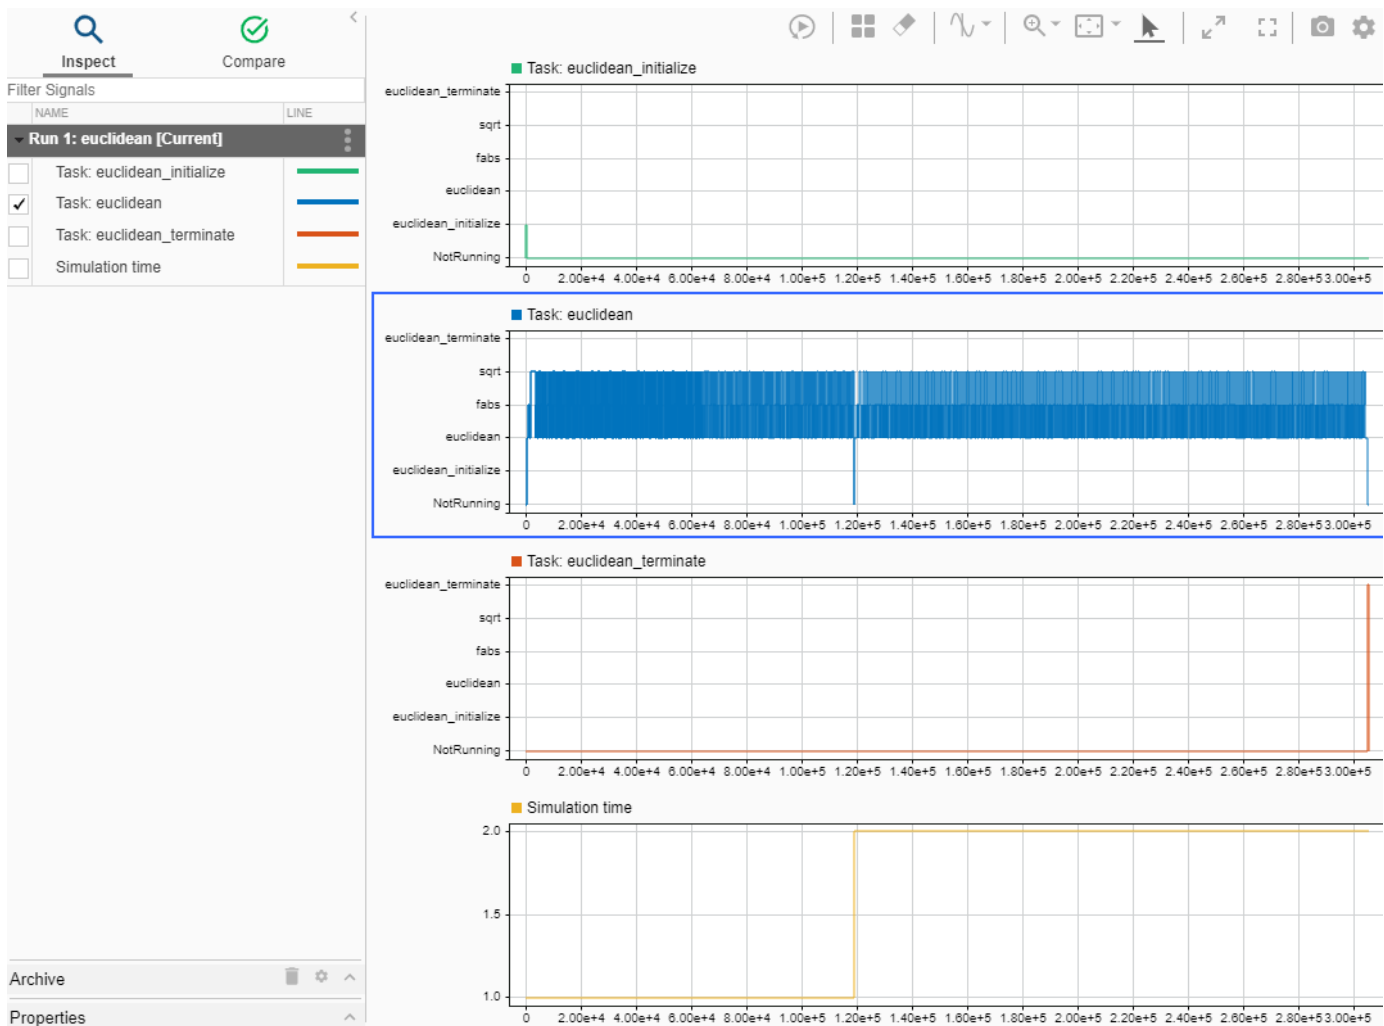 Inspect
Compare
Filter Signals
NAME
LINE
Run 1: euclidean [Current]
Task: euclidean_initialize
Task: euclidean
Task: euclidean_terminate
Simulation time
Archive
Properties
Task: euclidean_initialize
euclidean_terminate
sqrt
fabs
euclidean
euclidean_initialize
NotRunning
0 2.00e+4 4.00e+4 6.00e+4 8.00e+4 1.00e+5 1.20e+5 1.40e+5 1.60e+5 1.80e+5 2.00e+5 2.20e+5 2.40e+5 2.60e+5 2.80e+5 3.00e+5
Task: euclidean
euclidean_terminate
sqrt
fabs
euclidean
euclidean_initialize
NotRunning
0 2.00e+4 4.00e+4 6.00e+4 8.00e+4 1.00e+5 1.20e+5 1.40e+5 1.60e+5 1.80e+5 2.00e+5 2.20e+5 2.40e+5 2.60e+5 2.80e+5 3.00e+5
Task: euclidean_terminate
euclidean_terminate
sqrt
fabs
euclidean
euclidean_initialize
NotRunning
0 2.00e+4 4.00e+4 6.00e+4 8.00e+4 1.00e+5 1.20e+5 1.40e+5 1.60e+5 1.80e+5 2.00e+5 2.20e+5 2.40e+5 2.60e+5 2.80e+5 3.00e+5
Simulation time
2.0
1.5
1.0
0 2.00e+4 4.00e+4 6.00e+4 8.00e+4 1.00e+5 1.20e+5 1.40e+5 1.60e+5 1.80e+5 2.00e+5 2.20e+5 2.40e+5 2.60e+5 2.80e+5 3.00e+5